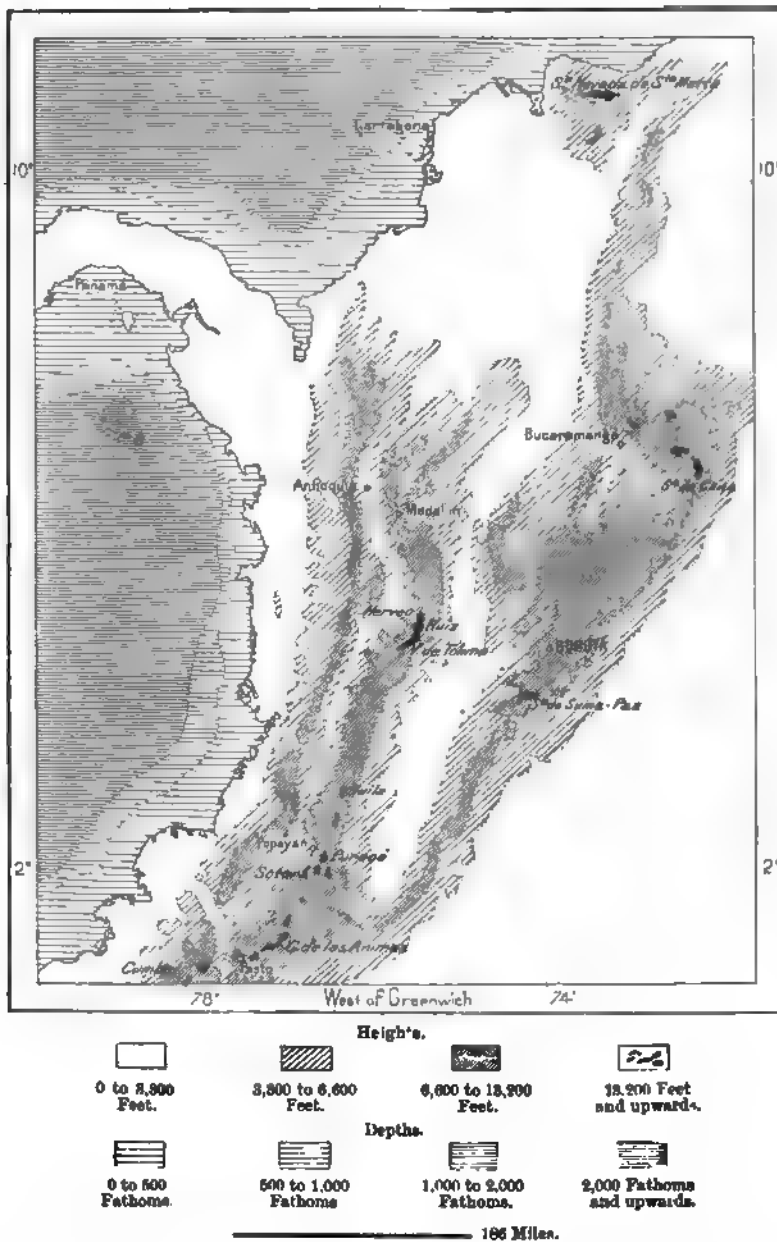 Cartagena
10°
10°
Panama
Bucaramanga
Antioquia
Medellin
Herveo
Ruiz
de Tolima
Bogota
Sa de Suma-Paz
Huila
Popayan
Purace
Sotara
2°
2°
C. de las Animas
Pasto
78°
West of Greenwich
74°
Heights.
0 to 3,300
Feet.
3,300 to 6,600
Feet.
6,600 to 13,200
Feet.
13,200 Feet
and upwards.
Depths.
0 to 500
Fathoms.
500 to 1,000
Fathoms
1,000 to 2,000
Fathoms.
2,000 Fathoms
and upwards.
186 Miles.